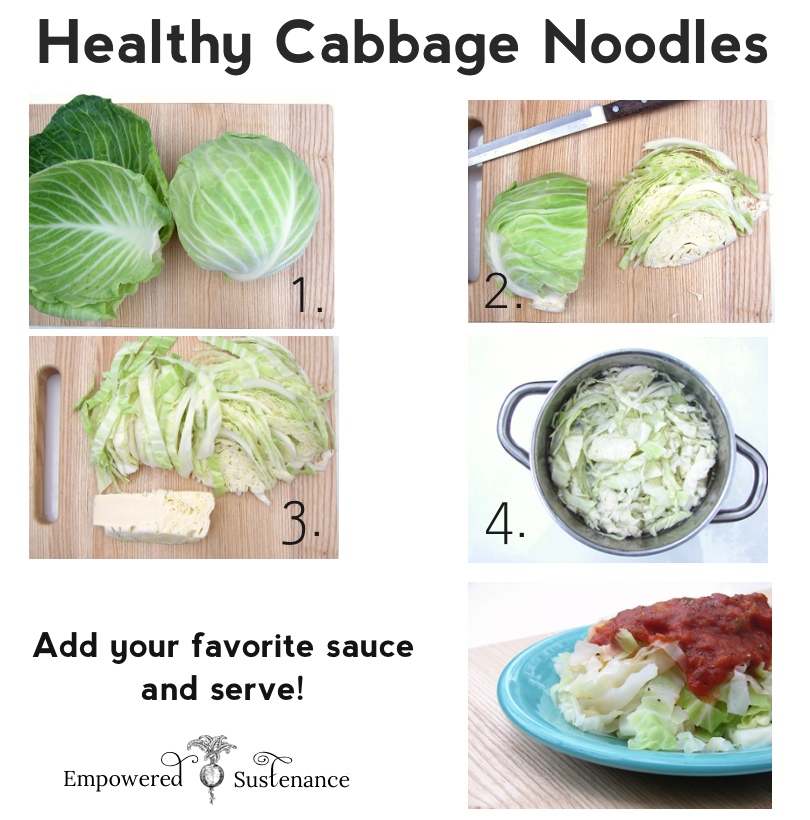 Healthy Cabbage Noodles
1.
2.
3.
4.
Add your favorite sauce
and serve!
Empowered Sustenance